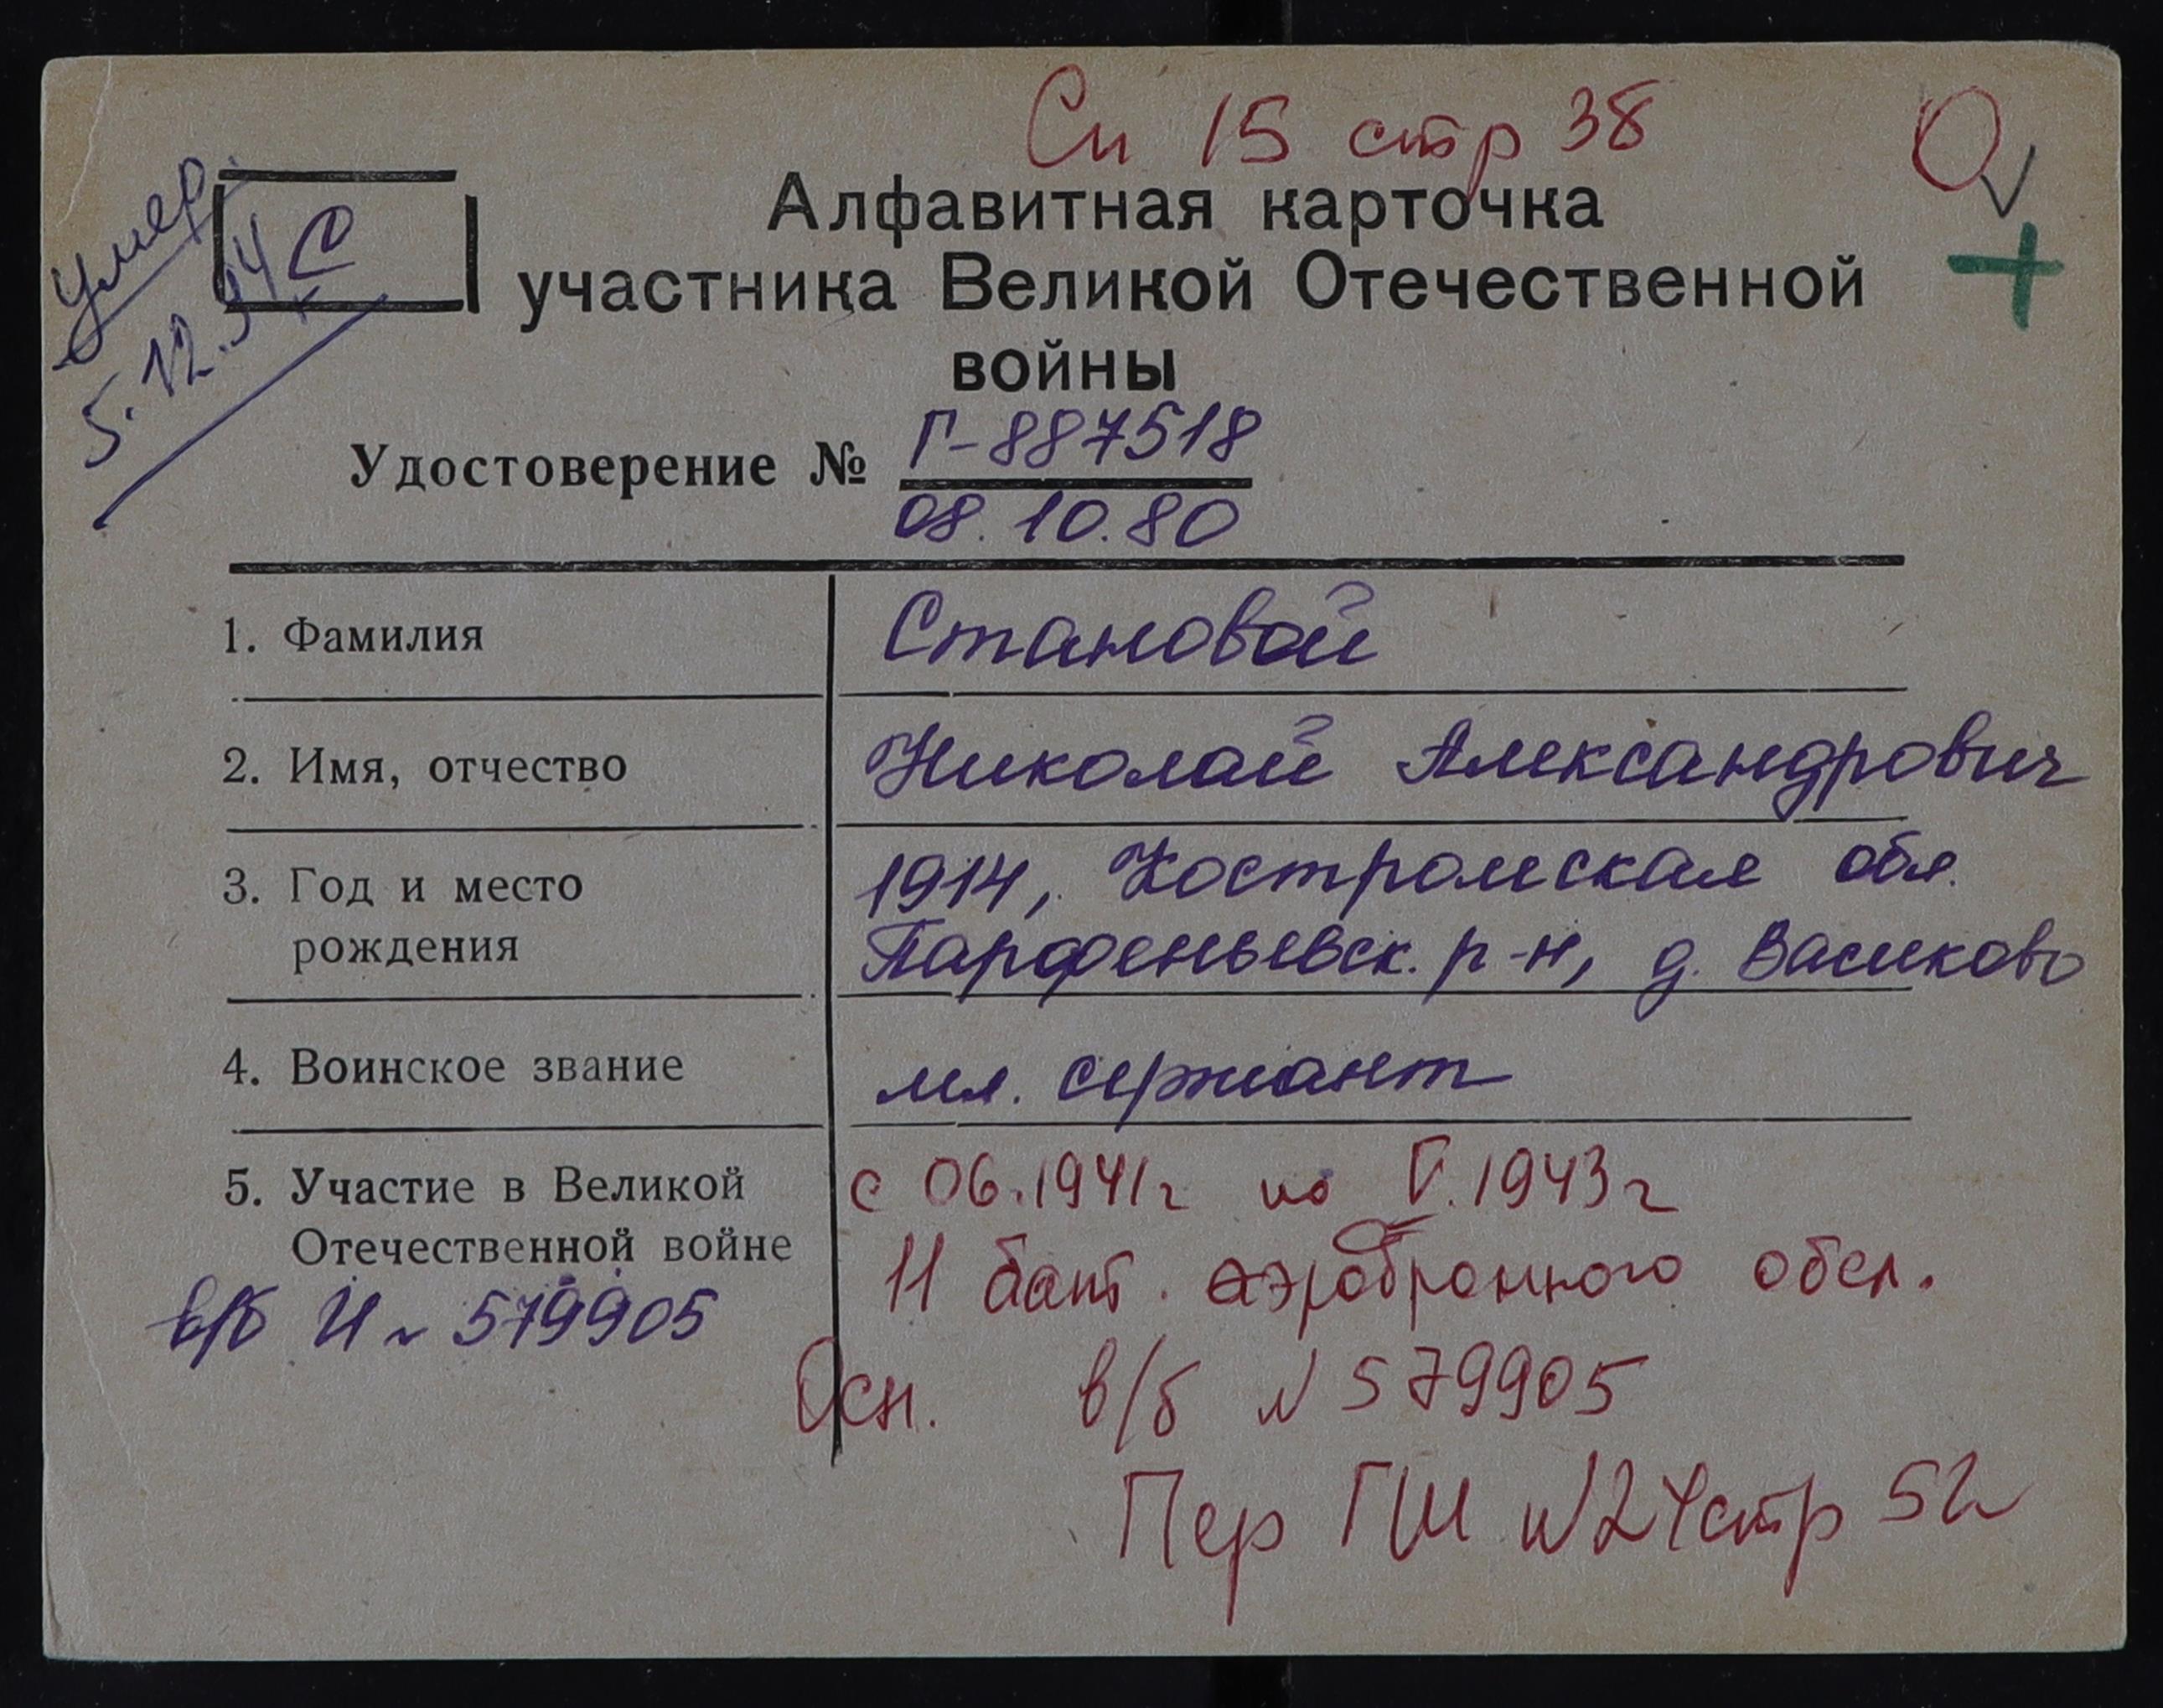 Сп 15 стр 38
О
Умер
5.12.94г
С
Алфавитная карточка
участника Великой Отечественной
войны
Удостоверение № Г-887518
08.10.80
1. Фамилия Становой
2. Имя, отчество Николай Александрович
3. Год и место 1914, Костромская обл.
рождения Парфеньевск. р-н, д. Васиково
4. Воинское звание мл. сержант
5. Участие в Великой с 06.1941г по V.1943г
Отечественной войне 11 бат. аэродромного обсл.
в/б И № 579905
Осн. в/б № 579905
Пер ГШ №24 стр 52